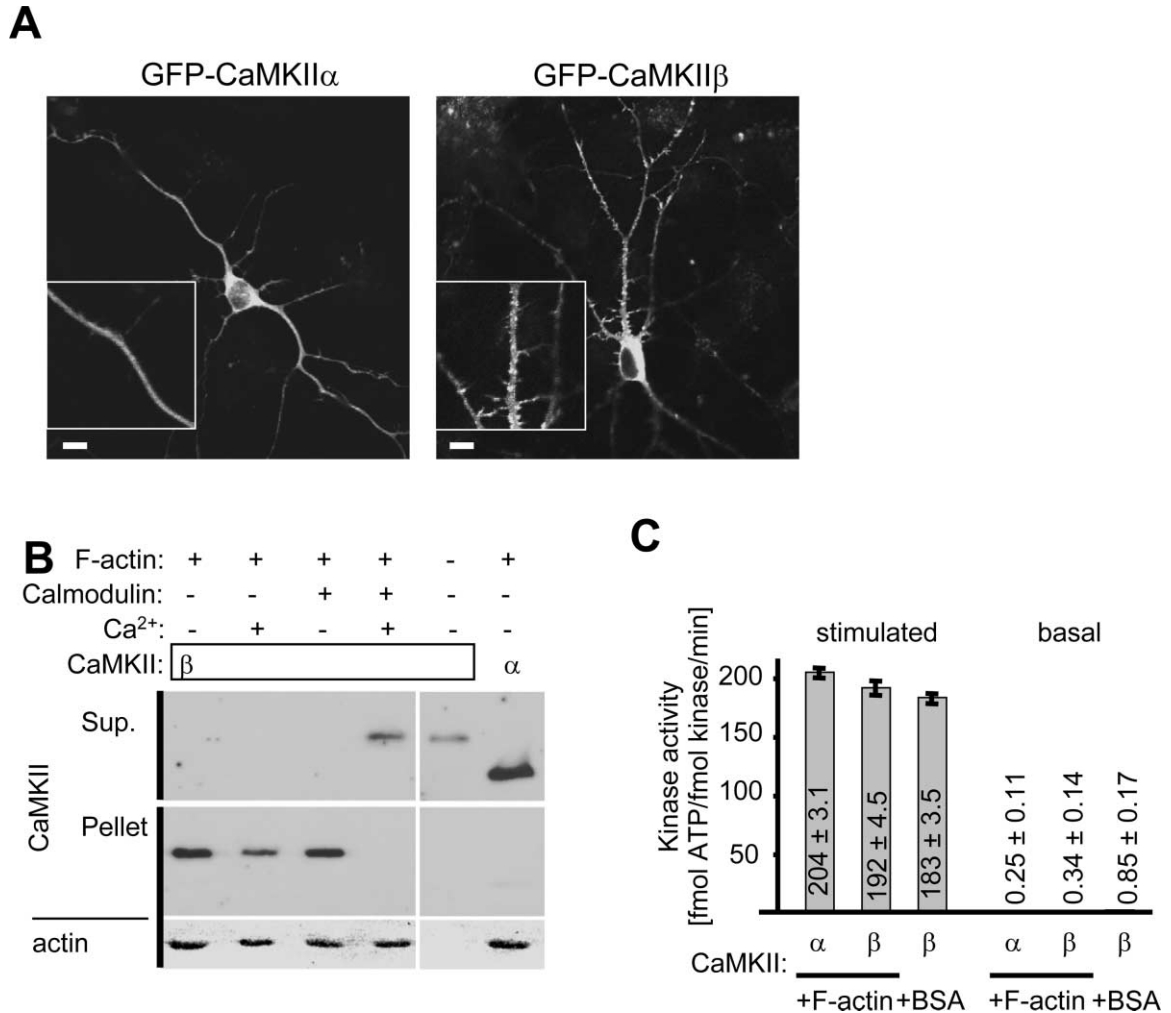 A
GFP-CaMKIIα
GFP-CaMKIIβ
B
F-actin: + + + + - +
Calmodulin: - - + + - -
Ca²⁺: - + - + - -
CaMKII: β α
CaMKII
Sup.
Pellet
actin
C
stimulated basal
Kinase activity
[fmol ATP/fmol kinase/min]
200
150
100
50
204 ± 3.1
192 ± 4.5
183 ± 3.5
0.25 ± 0.11
0.34 ± 0.14
0.85 ± 0.17
CaMKII: α β β α β β
+F-actin +BSA +F-actin +BSA